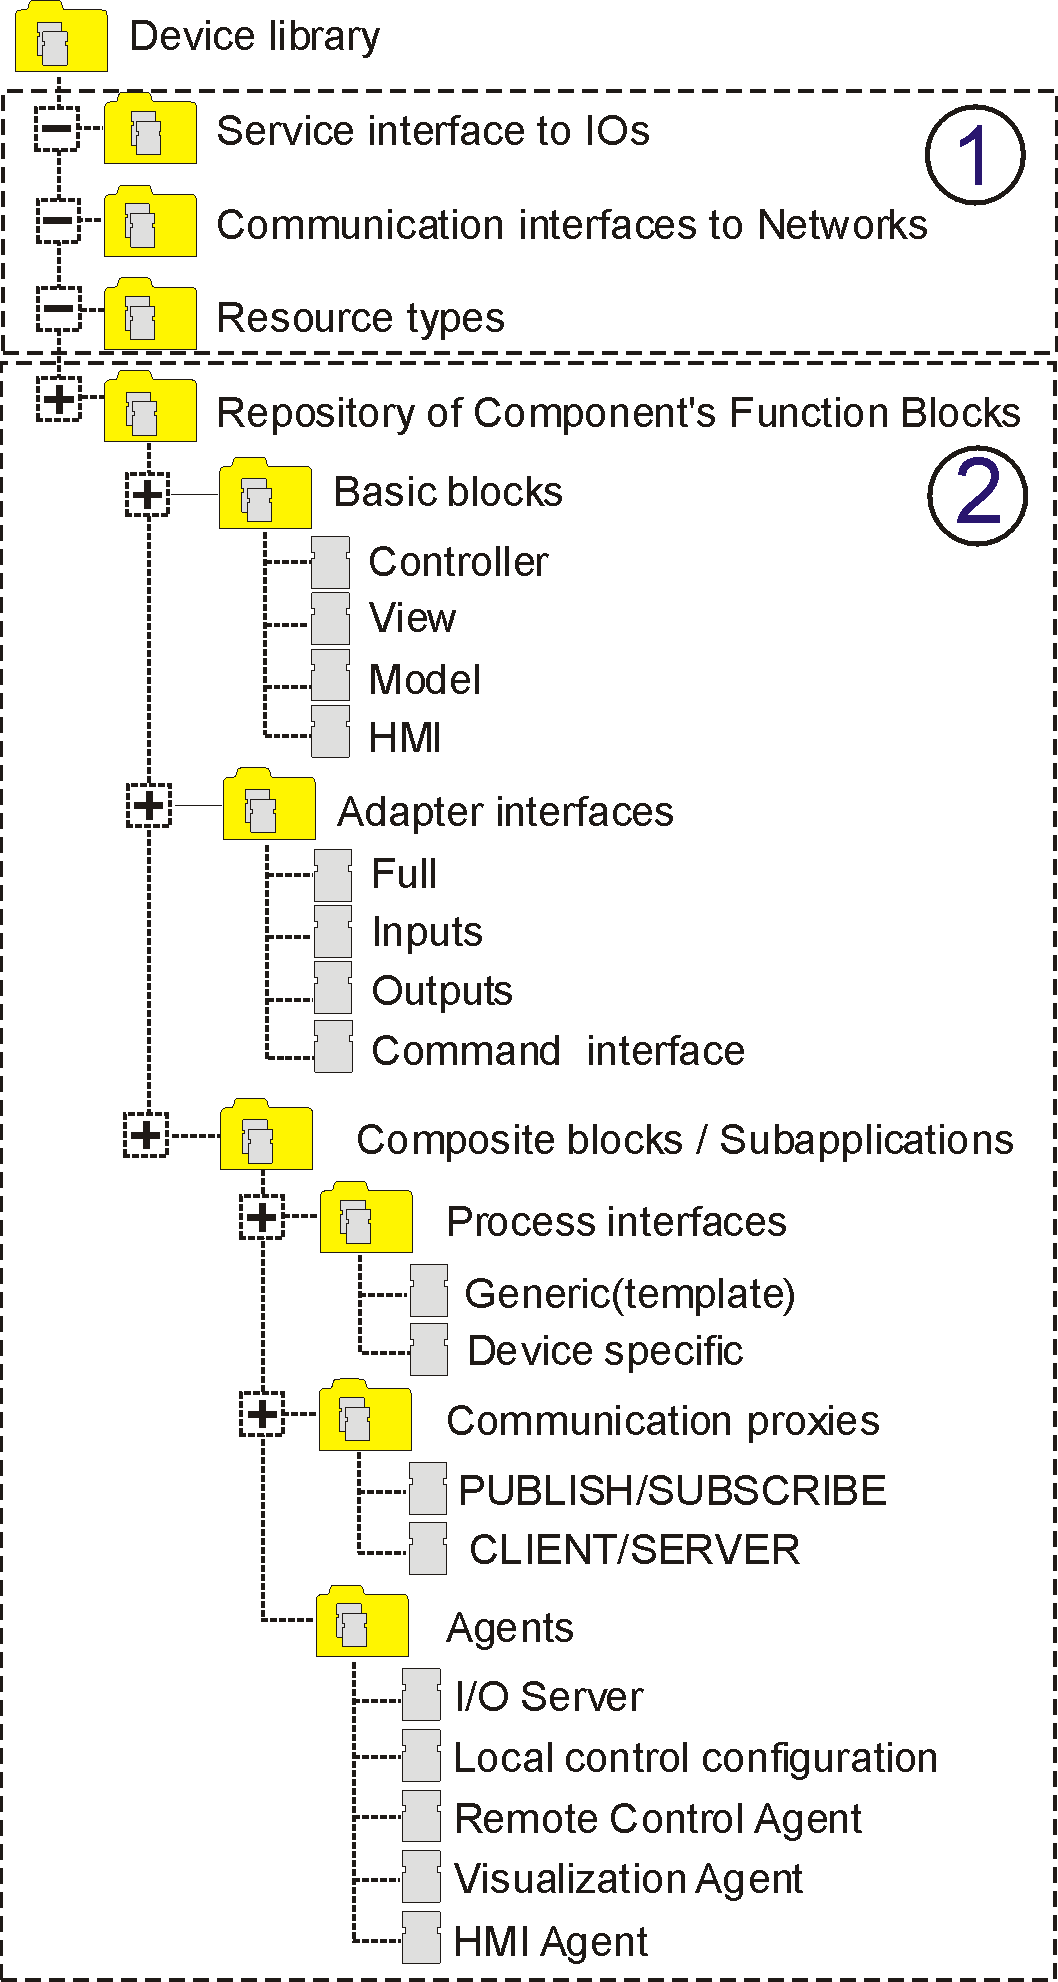 Device library
Service interface to IOs
1
Communication interfaces to Networks
Resource types
Repository of Component's Function Blocks
Basic blocks
2
Controller
View
Model
HMI
Adapter interfaces
Full
Inputs
Outputs
Command interface
Composite blocks / Subapplications
Process interfaces
Generic(template)
Device specific
Communication proxies
PUBLISH/SUBSCRIBE
CLIENT/SERVER
Agents
I/O Server
Local control configuration
Remote Control Agent
Visualization Agent
HMI Agent